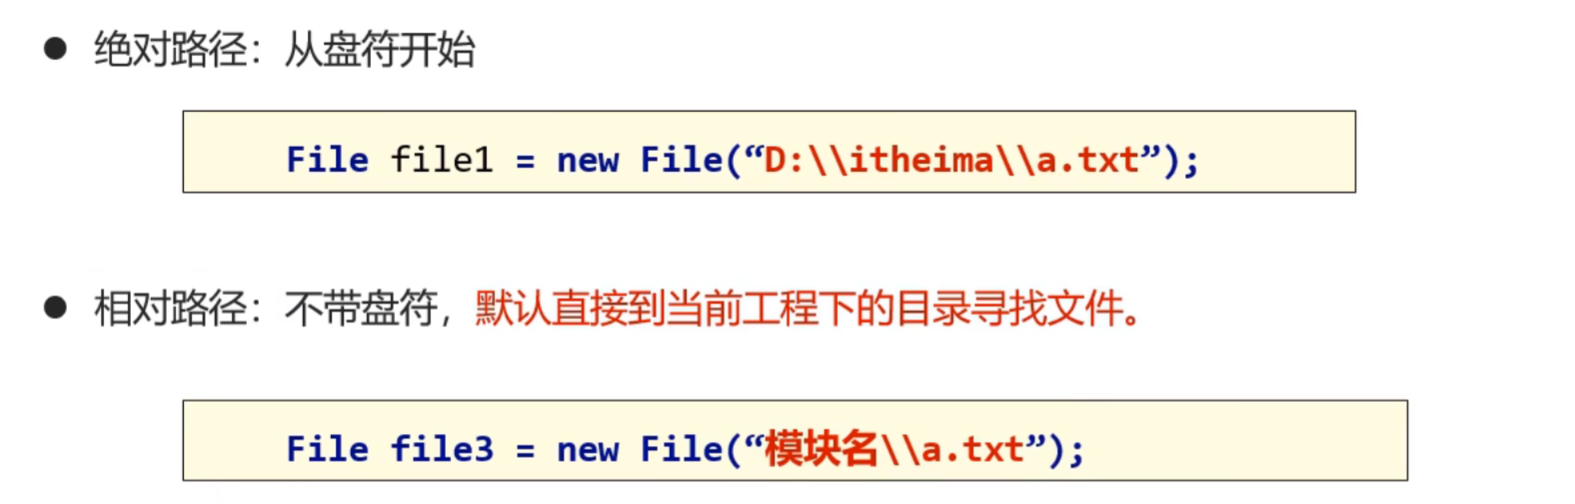 ● 绝对路径：从盘符开始
File file1 = new File(“D:\\itheima\\a.txt”);
● 相对路径：不带盘符，默认直接到当前工程下的目录寻找文件。
File file3 = new File(“模块名\\a.txt”);